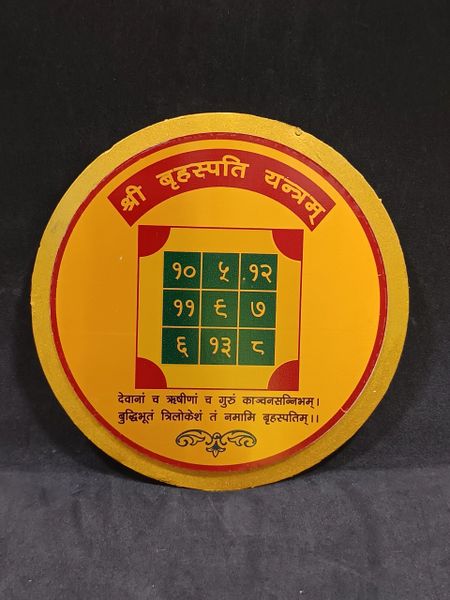 श्री बृहस्पति यन्त्रम्
१० ५ १२
११ ९ ७
६ १३ ८
देवानां च ऋषीणां च गुरुं काञ्चनसन्निभम्।
बुद्धिभूतं त्रिलोकेशं तं नमामि बृहस्पतिम्।।